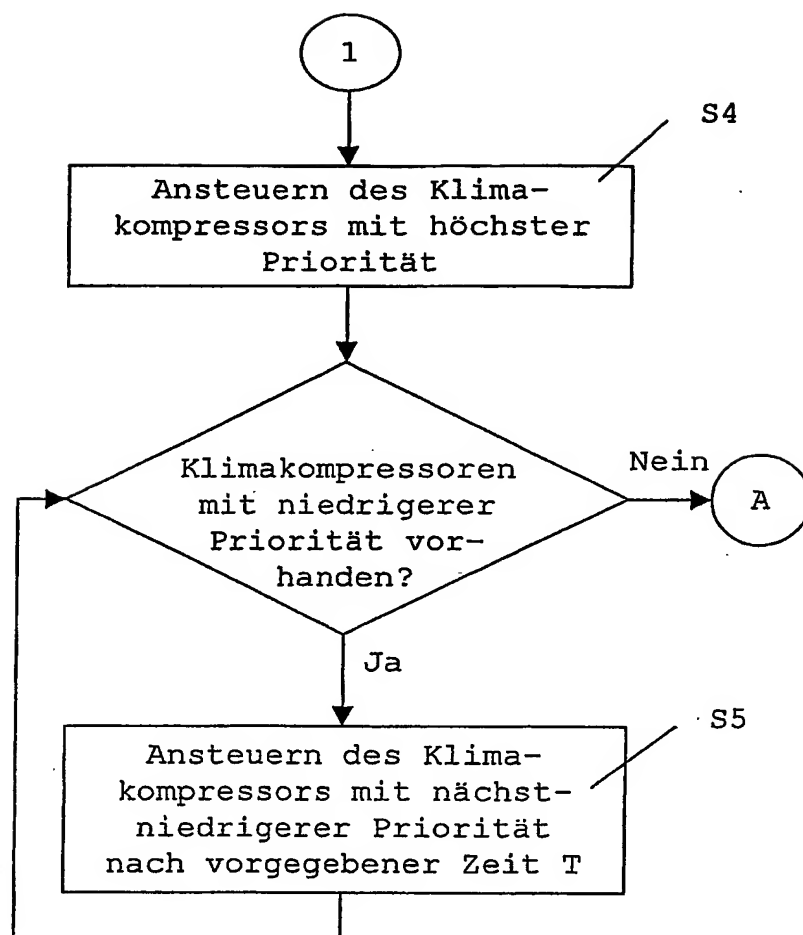 1
S4
Ansteuern des Klima-
kompressors mit höchster
Priorität
Klimakompressoren
mit niedrigerer
Priorität vor-
handen?
Nein
A
Ja
S5
Ansteuern des Klima-
kompressors mit nächst-
niedrigerer Priorität
nach vorgegebener Zeit T